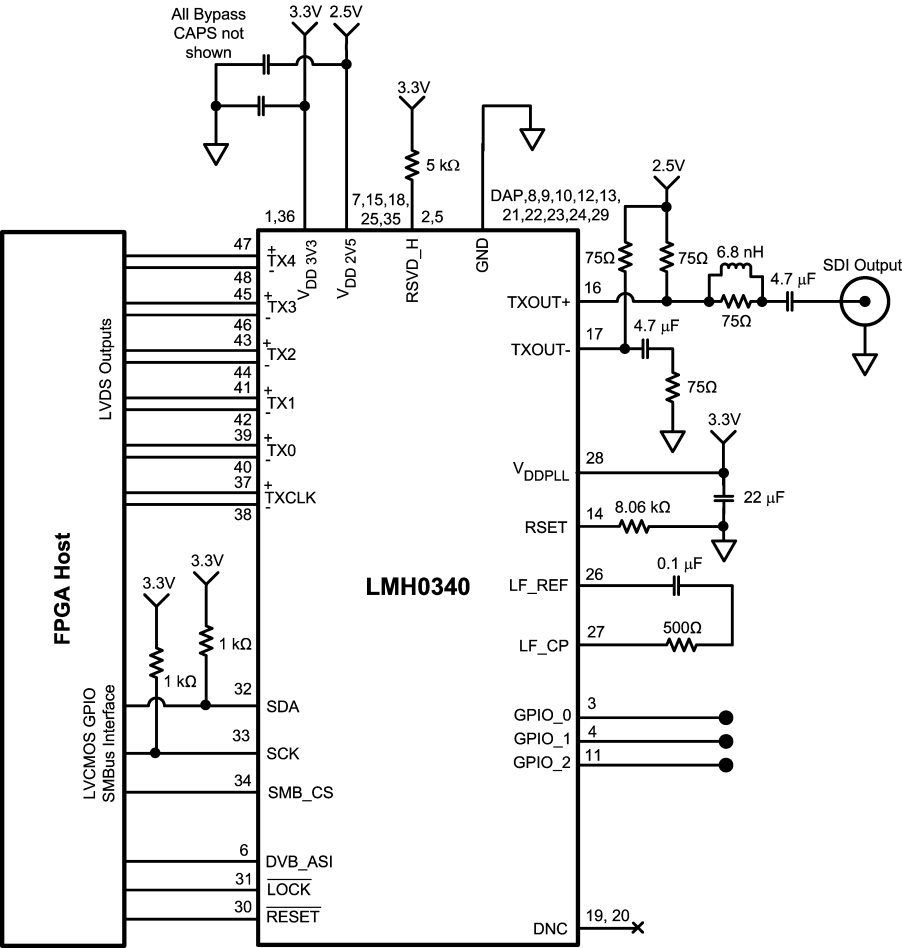 All Bypass
CAPS not
shown
3.3V
2.5V
3.3V
5 kΩ
1,36
7,15,18,
25,35
2,5
DAP,8,9,10,12,13,
21,22,23,24,29
VDD 3V3
VDD 2V5
RSVD_H
GND
2.5V
75Ω
75Ω
6.8 nH
4.7 μF
SDI Output
75Ω
16
TXOUT+
17
TXOUT-
4.7 μF
75Ω
FPGA Host
LVDS Outputs
47
+
TX4
-
48
45
+
TX3
-
46
43
+
TX2
-
44
41
+
TX1
-
42
39
+
TX0
-
40
37
+
TXCLK
-
38
3.3V
VDDPLL
28
22 μF
RSET
14
8.06 kΩ
LMH0340
LF_REF
26
0.1 μF
LF_CP
27
500Ω
3.3V
3.3V
1 kΩ
1 kΩ
LVCMOS GPIO
SMBus Interface
32
SDA
33
SCK
34
SMB_CS
6
DVB_ASI
31
LOCK
30
RESET
GPIO_0
3
GPIO_1
4
GPIO_2
11
DNC
19, 20